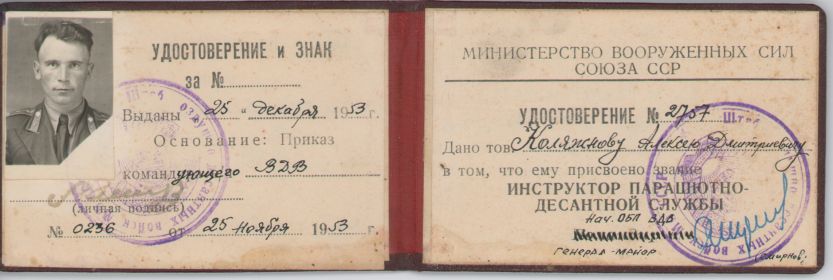 УДОСТОВЕРЕНИЕ и ЗНАК
за №
Выданы 25 " декабря 1953 г.
Основание: Приказ
командующего ВДВ
(личная подпись)
№ 0236 от 25 Ноября 1953 г.
МИНИСТЕРСТВО ВООРУЖЕННЫХ СИЛ
СОЮЗА ССР
УДОСТОВЕРЕНИЕ № 2757
Дано тов. Коляжнову Алексею Дмитриевичу
в том, что ему присвоено звание
ИНСТРУКТОР ПАРАШЮТНО-
ДЕСАНТНОЙ СЛУЖБЫ
Нач. ОБП ВДВ
генерал-майор (Смирнов)